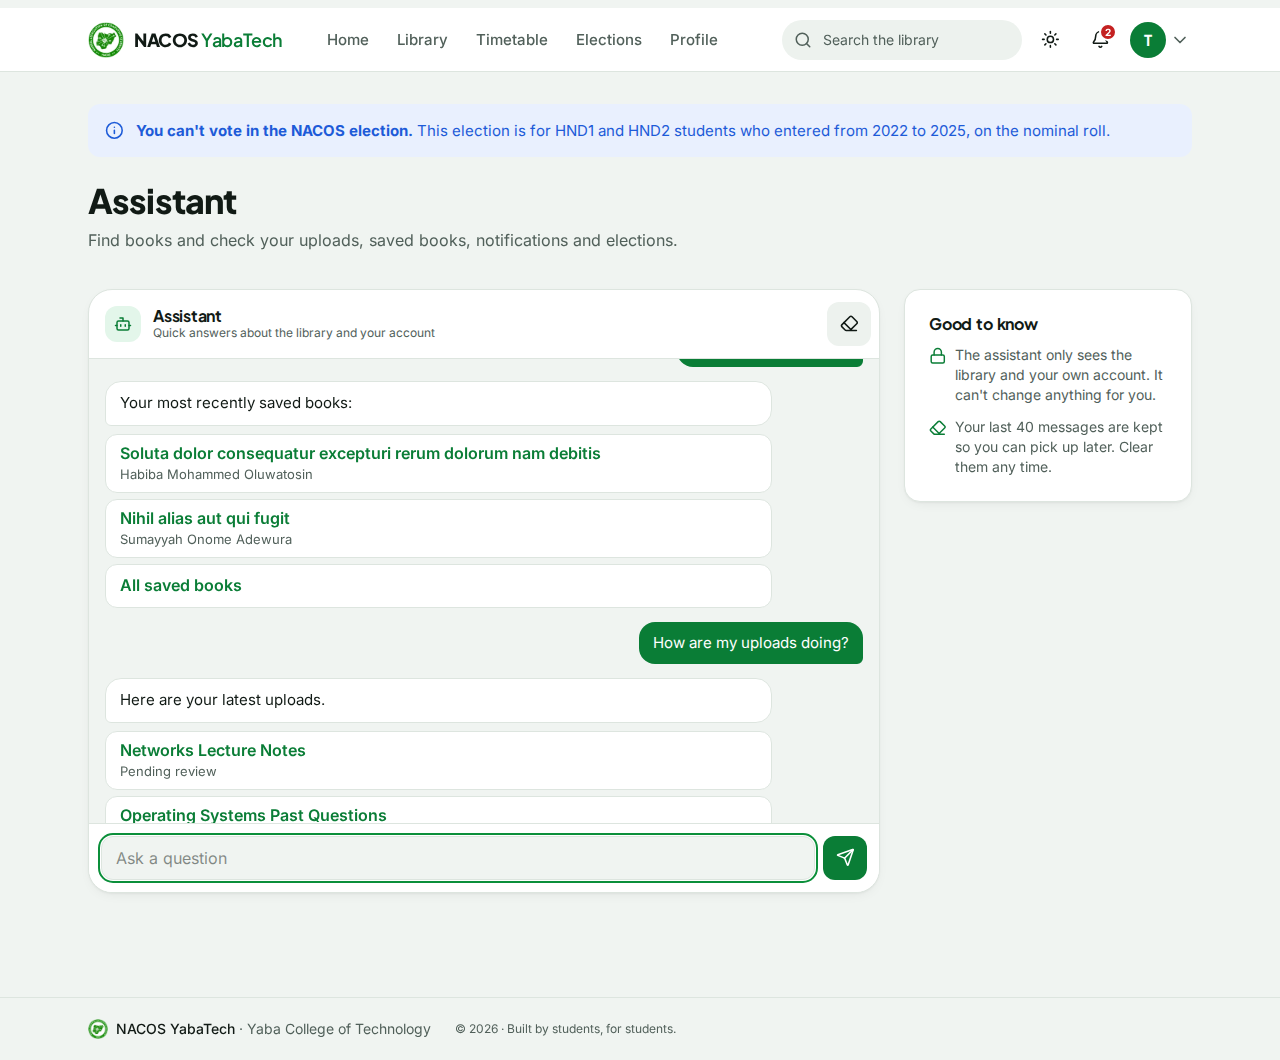 NACOS YabaTech
Home
Library
Timetable
Elections
Profile
Search the library
2
T
You can't vote in the NACOS election. This election is for HND1 and HND2 students who entered from 2022 to 2025, on the nominal roll.
Assistant
Find books and check your uploads, saved books, notifications and elections.
Assistant
Quick answers about the library and your account
Your most recently saved books:
Soluta dolor consequatur excepturi rerum dolorum nam debitis
Habiba Mohammed Oluwatosin
Nihil alias aut qui fugit
Sumayyah Onome Adewura
All saved books
How are my uploads doing?
Here are your latest uploads.
Networks Lecture Notes
Pending review
Operating Systems Past Questions
Ask a question
Good to know
The assistant only sees the
library and your own account. It
can't change anything for you.
Your last 40 messages are kept
so you can pick up later. Clear
them any time.
NACOS YabaTech · Yaba College of Technology
© 2026 · Built by students, for students.